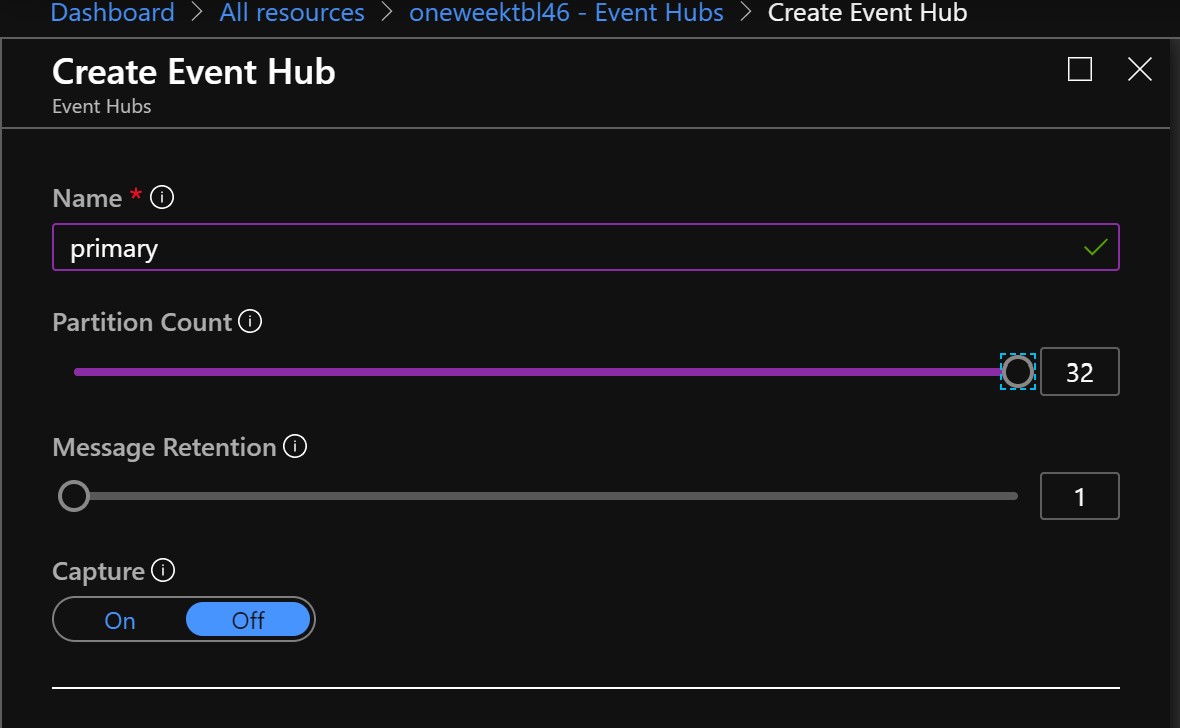 Dashboard > All resources > oneweektbl46 - Event Hubs > Create Event Hub
Create Event Hub
Event Hubs
Name *
primary
Partition Count
32
Message Retention
1
Capture
On Off